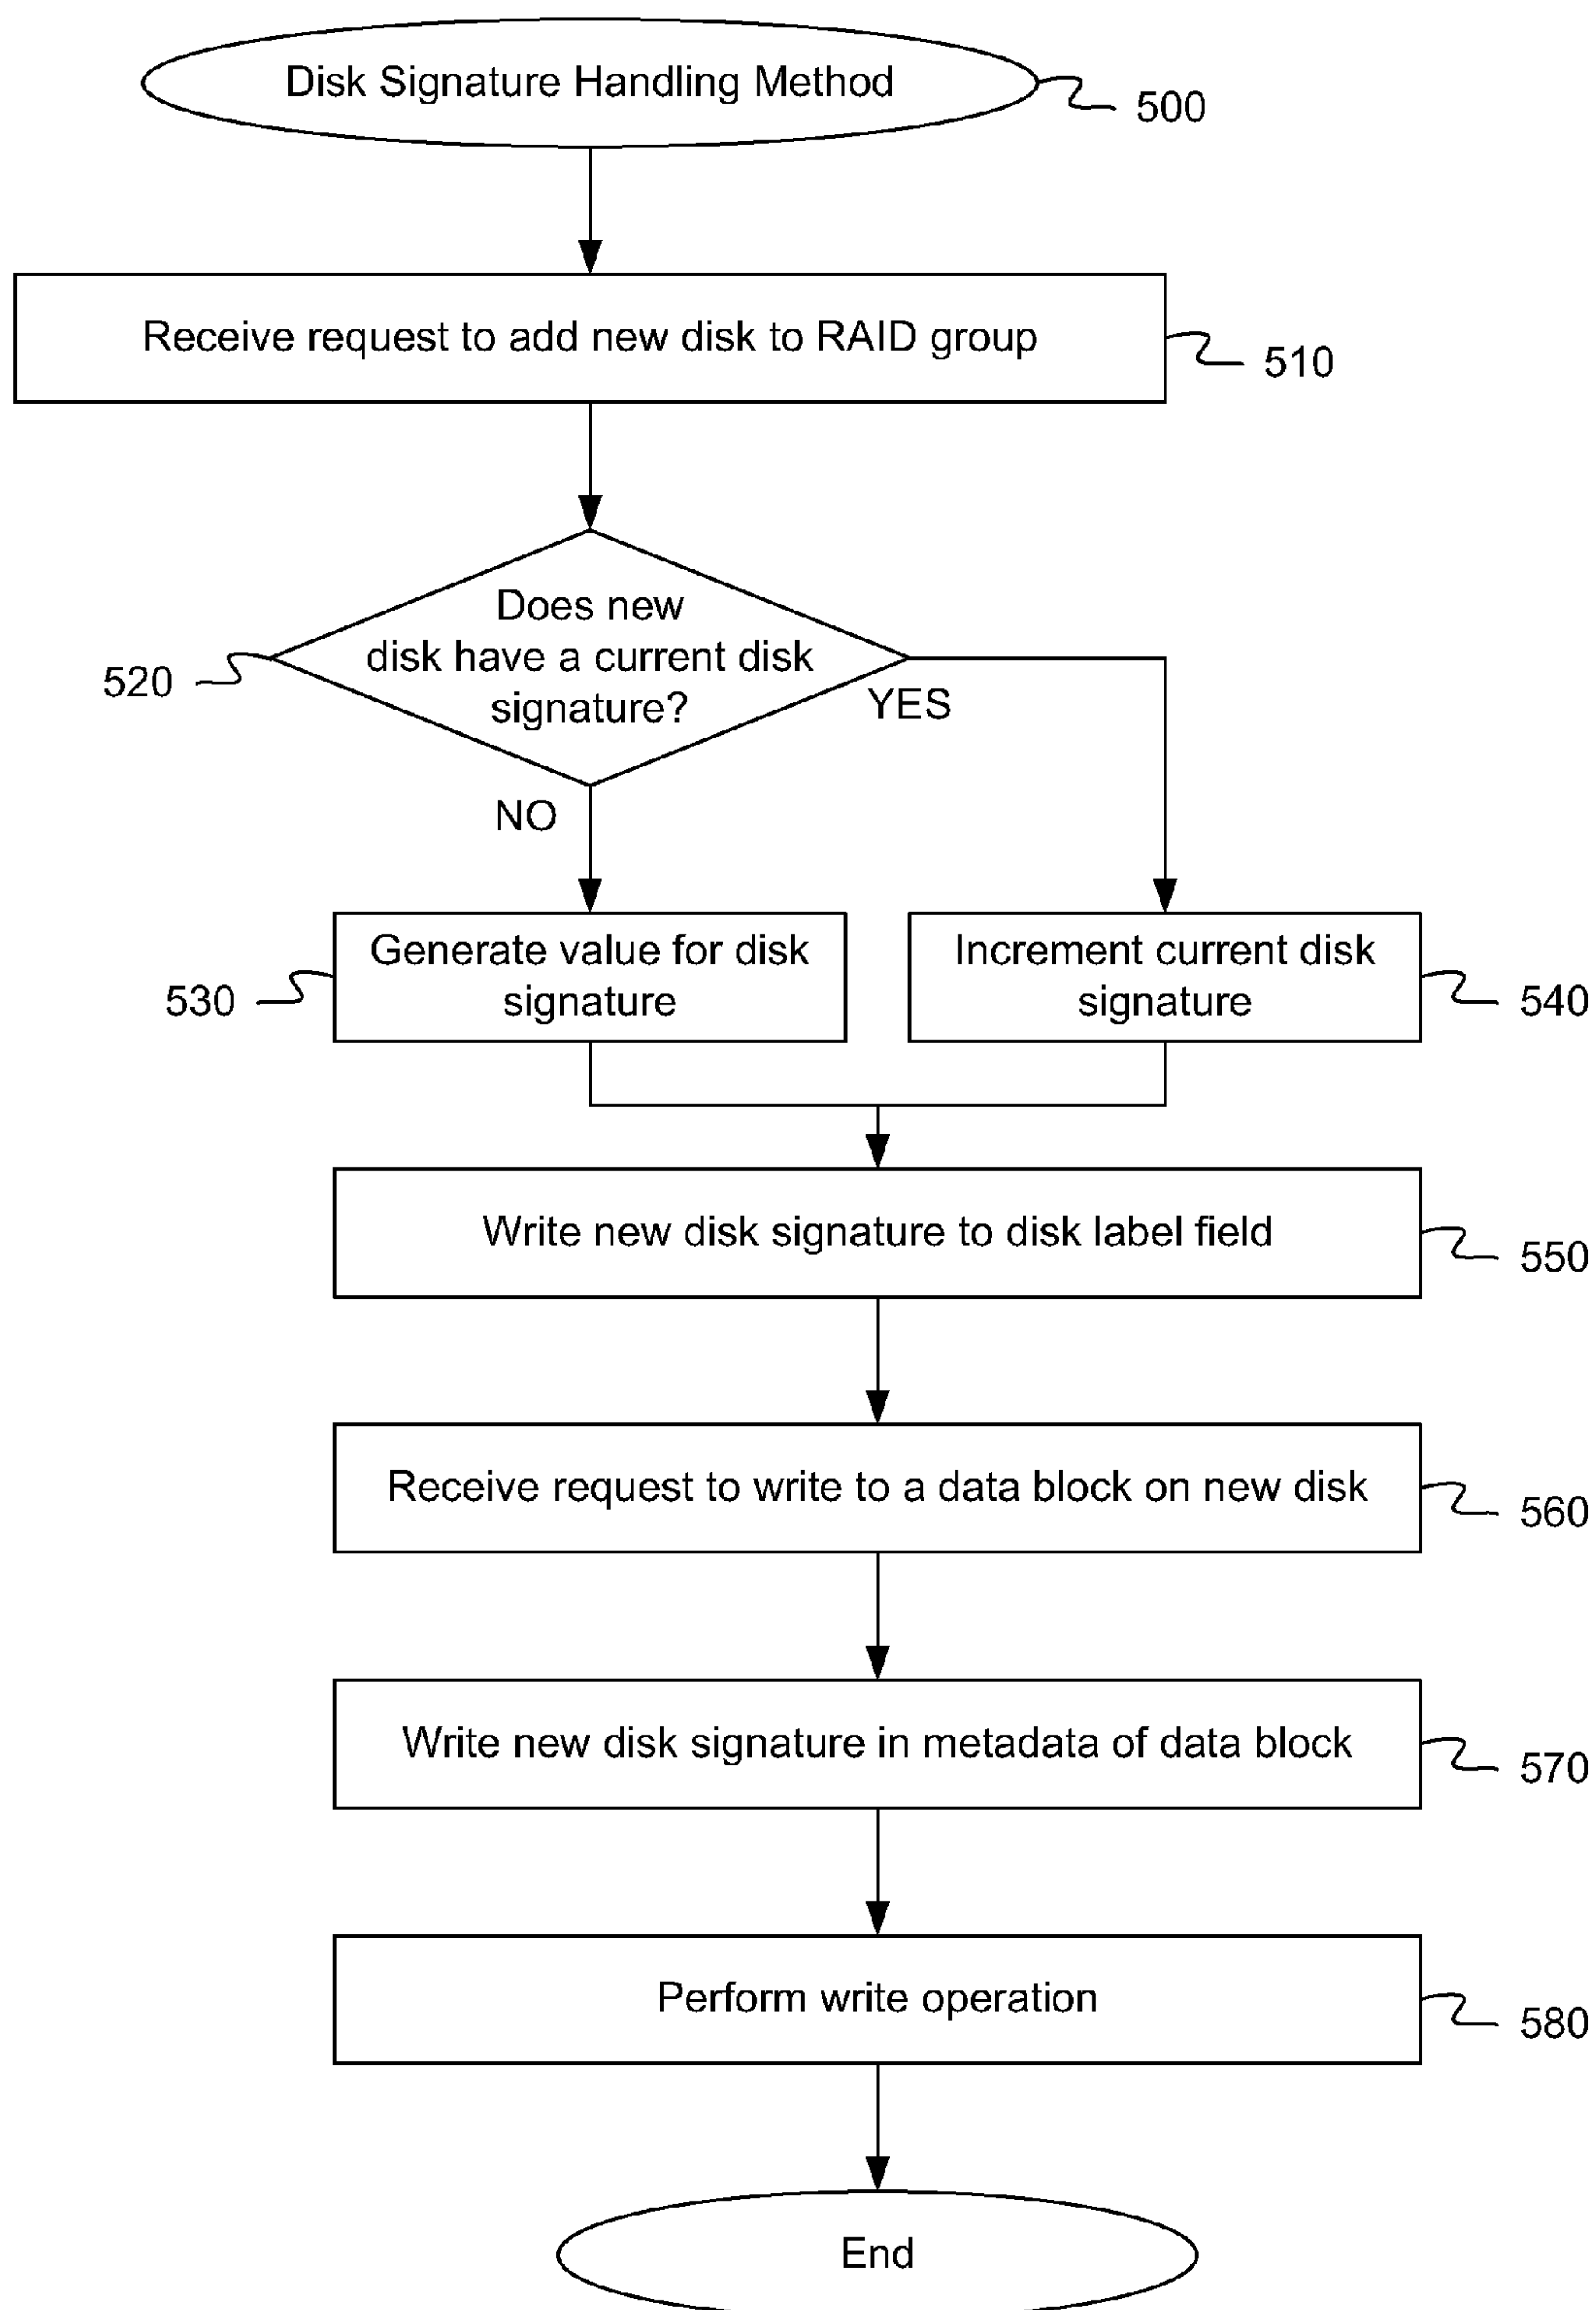 Disk Signature Handling Method
500
Receive request to add new disk to RAID group
510
Does new
disk have a current disk
signature?
520
YES
NO
Generate value for disk
signature
530
Increment current disk
signature
540
Write new disk signature to disk label field
550
Receive request to write to a data block on new disk
560
Write new disk signature in metadata of data block
570
Perform write operation
580
End